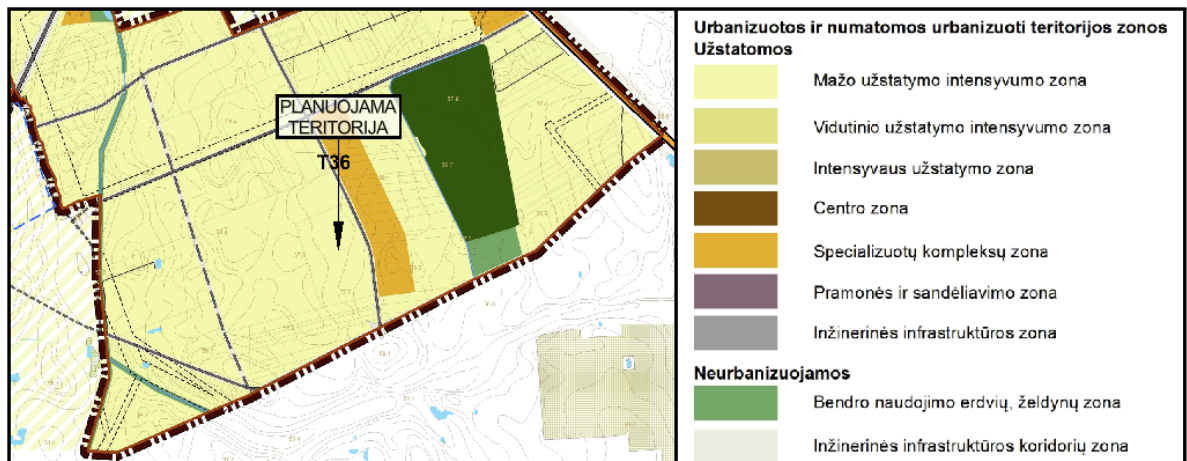 PLANUOJAMA
TERITORIJA
T36
Urbanizuotos ir numatomos urbanizuoti teritorijos zonos
Užstatomos
Mažo užstatymo intensyvumo zona
Vidutinio užstatymo intensyvumo zona
Intensyvaus užstatymo zona
Centro zona
Specializuotų kompleksų zona
Pramonės ir sandėliavimo zona
Inžinerinės infrastruktūros zona
Neurbanizuojamos
Bendro naudojimo erdvių, želdynų zona
Inžinerinės infrastruktūros koridorių zona